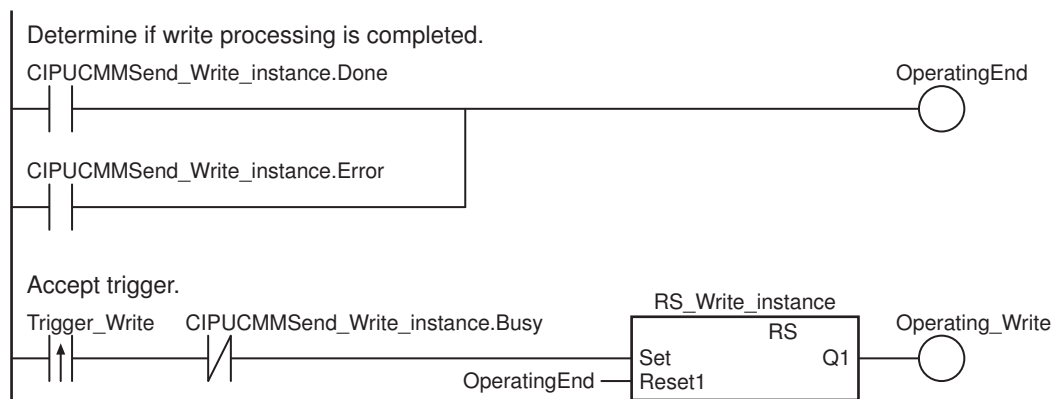 Determine if write processing is completed.
CIPUCMMSend_Write_instance.Done OperatingEnd
CIPUCMMSend_Write_instance.Error
Accept trigger.
RS_Write_instance
Trigger_Write CIPUCMMSend_Write_instance.Busy RS Operating_Write
Set Q1
OperatingEnd Reset1